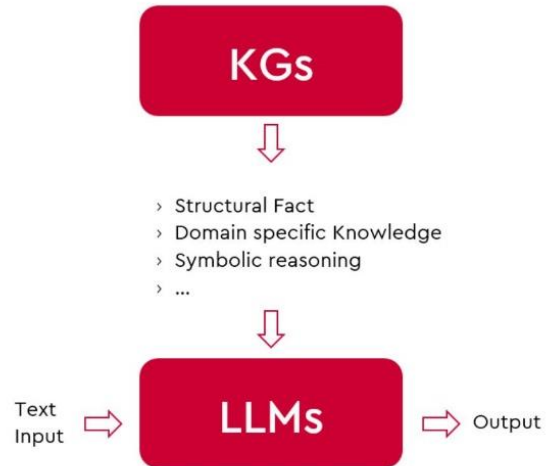 KGs
› Structural Fact
› Domain specific Knowledge
› Symbolic reasoning
› ...
Text
Input
LLMs
Output